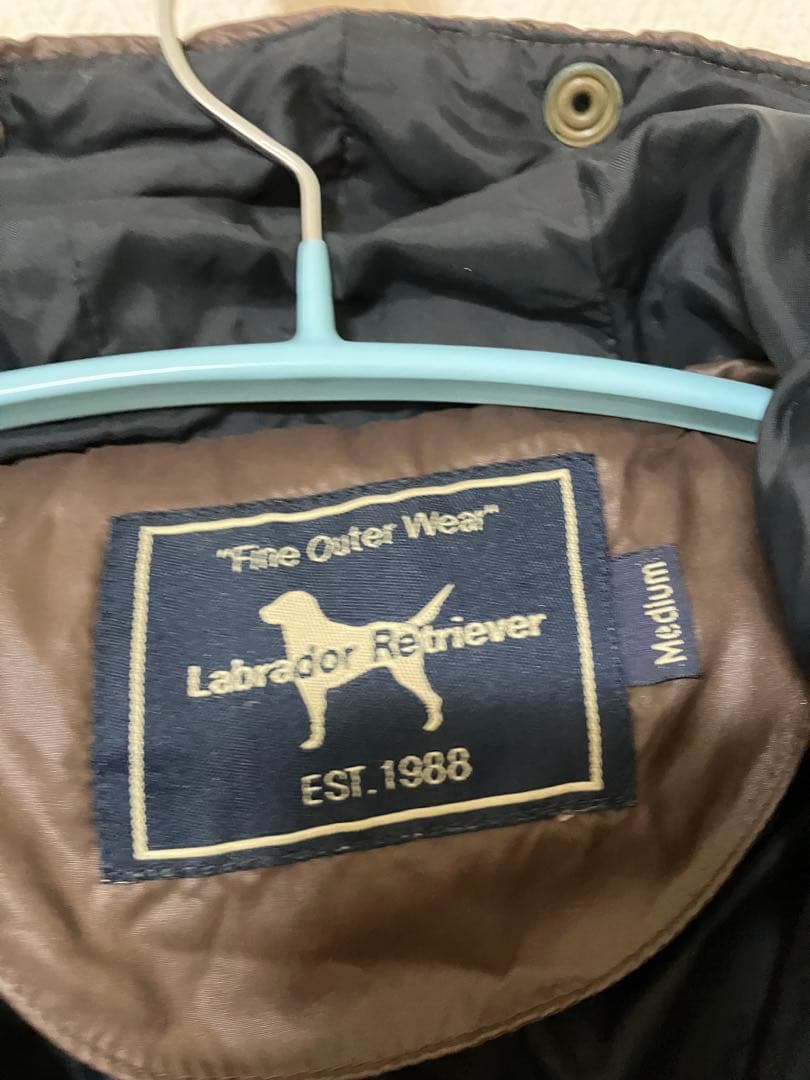 "Fine Outer Wear"
Labrador Retriever
EST. 1988
Medium